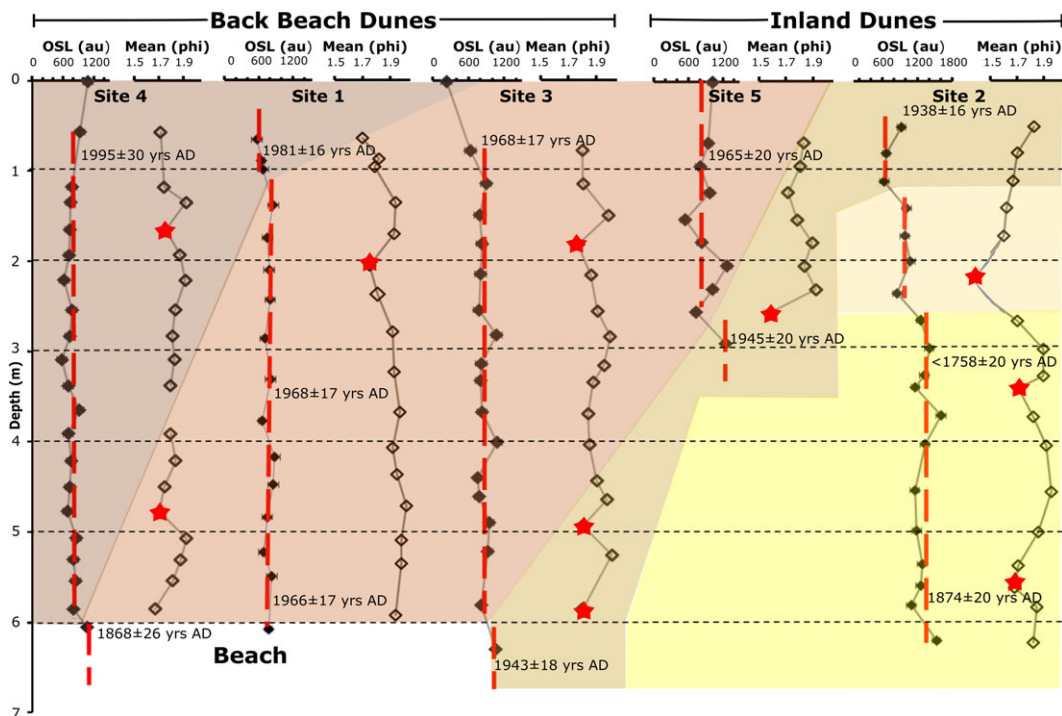 Back Beach Dunes Inland Dunes
OSL (au) Mean (phi) OSL (au) Mean (phi) OSL (au) Mean (phi) OSL (au) Mean (phi) OSL (au) Mean (phi)
0 600 1200 1.5 1.7 1.9 0 600 1200 1.5 1.7 1.9 0 600 1200 1.5 1.7 1.9 0 600 1200 1.5 1.7 1.9 0 600 1200 1800 1.5 1.7 1.9
0
Site 4 Site 1 Site 3 Site 5 Site 2
1938±16 yrs AD
1995±30 yrs AD 1981±16 yrs AD 1968±17 yrs AD 1965±20 yrs AD
1
2
1945±20 yrs AD <1758±20 yrs AD
3
1968±17 yrs AD
Depth (m)
4
5
1966±17 yrs AD 1874±20 yrs AD
6
1868±26 yrs AD
Beach
1943±18 yrs AD
7